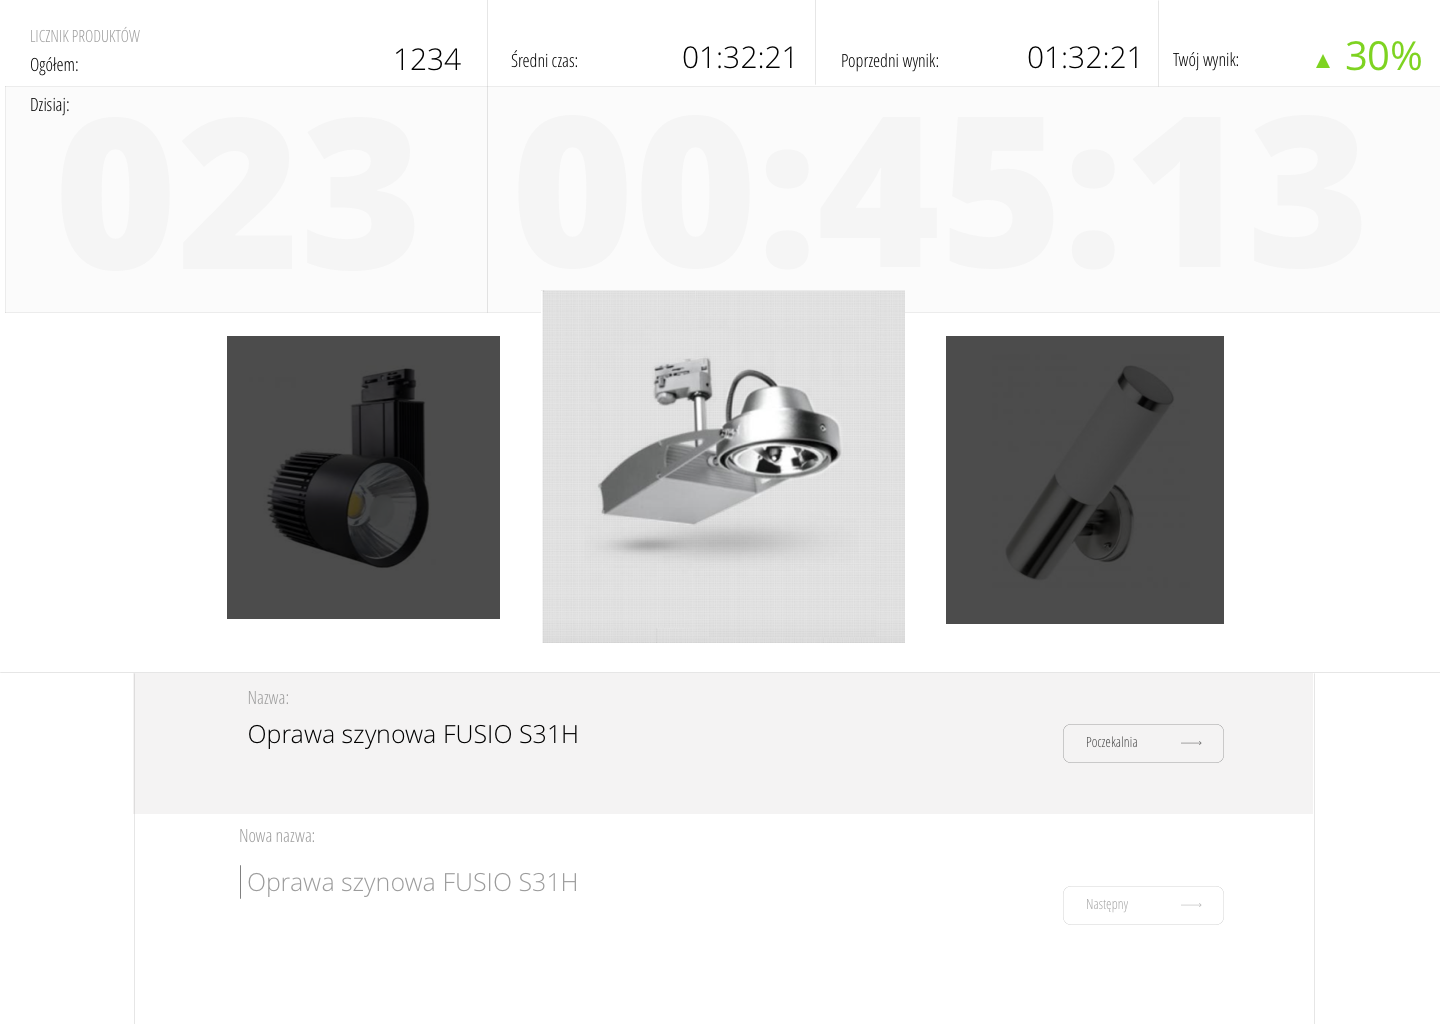 LICZNIK PRODUKTÓW
Ogółem: 1234
Średni czas: 01:32:21
Poprzedni wynik: 01:32:21
Twój wynik: ▲ 30%
Dzisiaj:
023
00:45:13
Nazwa:
Oprawa szynowa FUSIO S31H
Poczekalnia
Nowa nazwa:
Oprawa szynowa FUSIO S31H
Następny